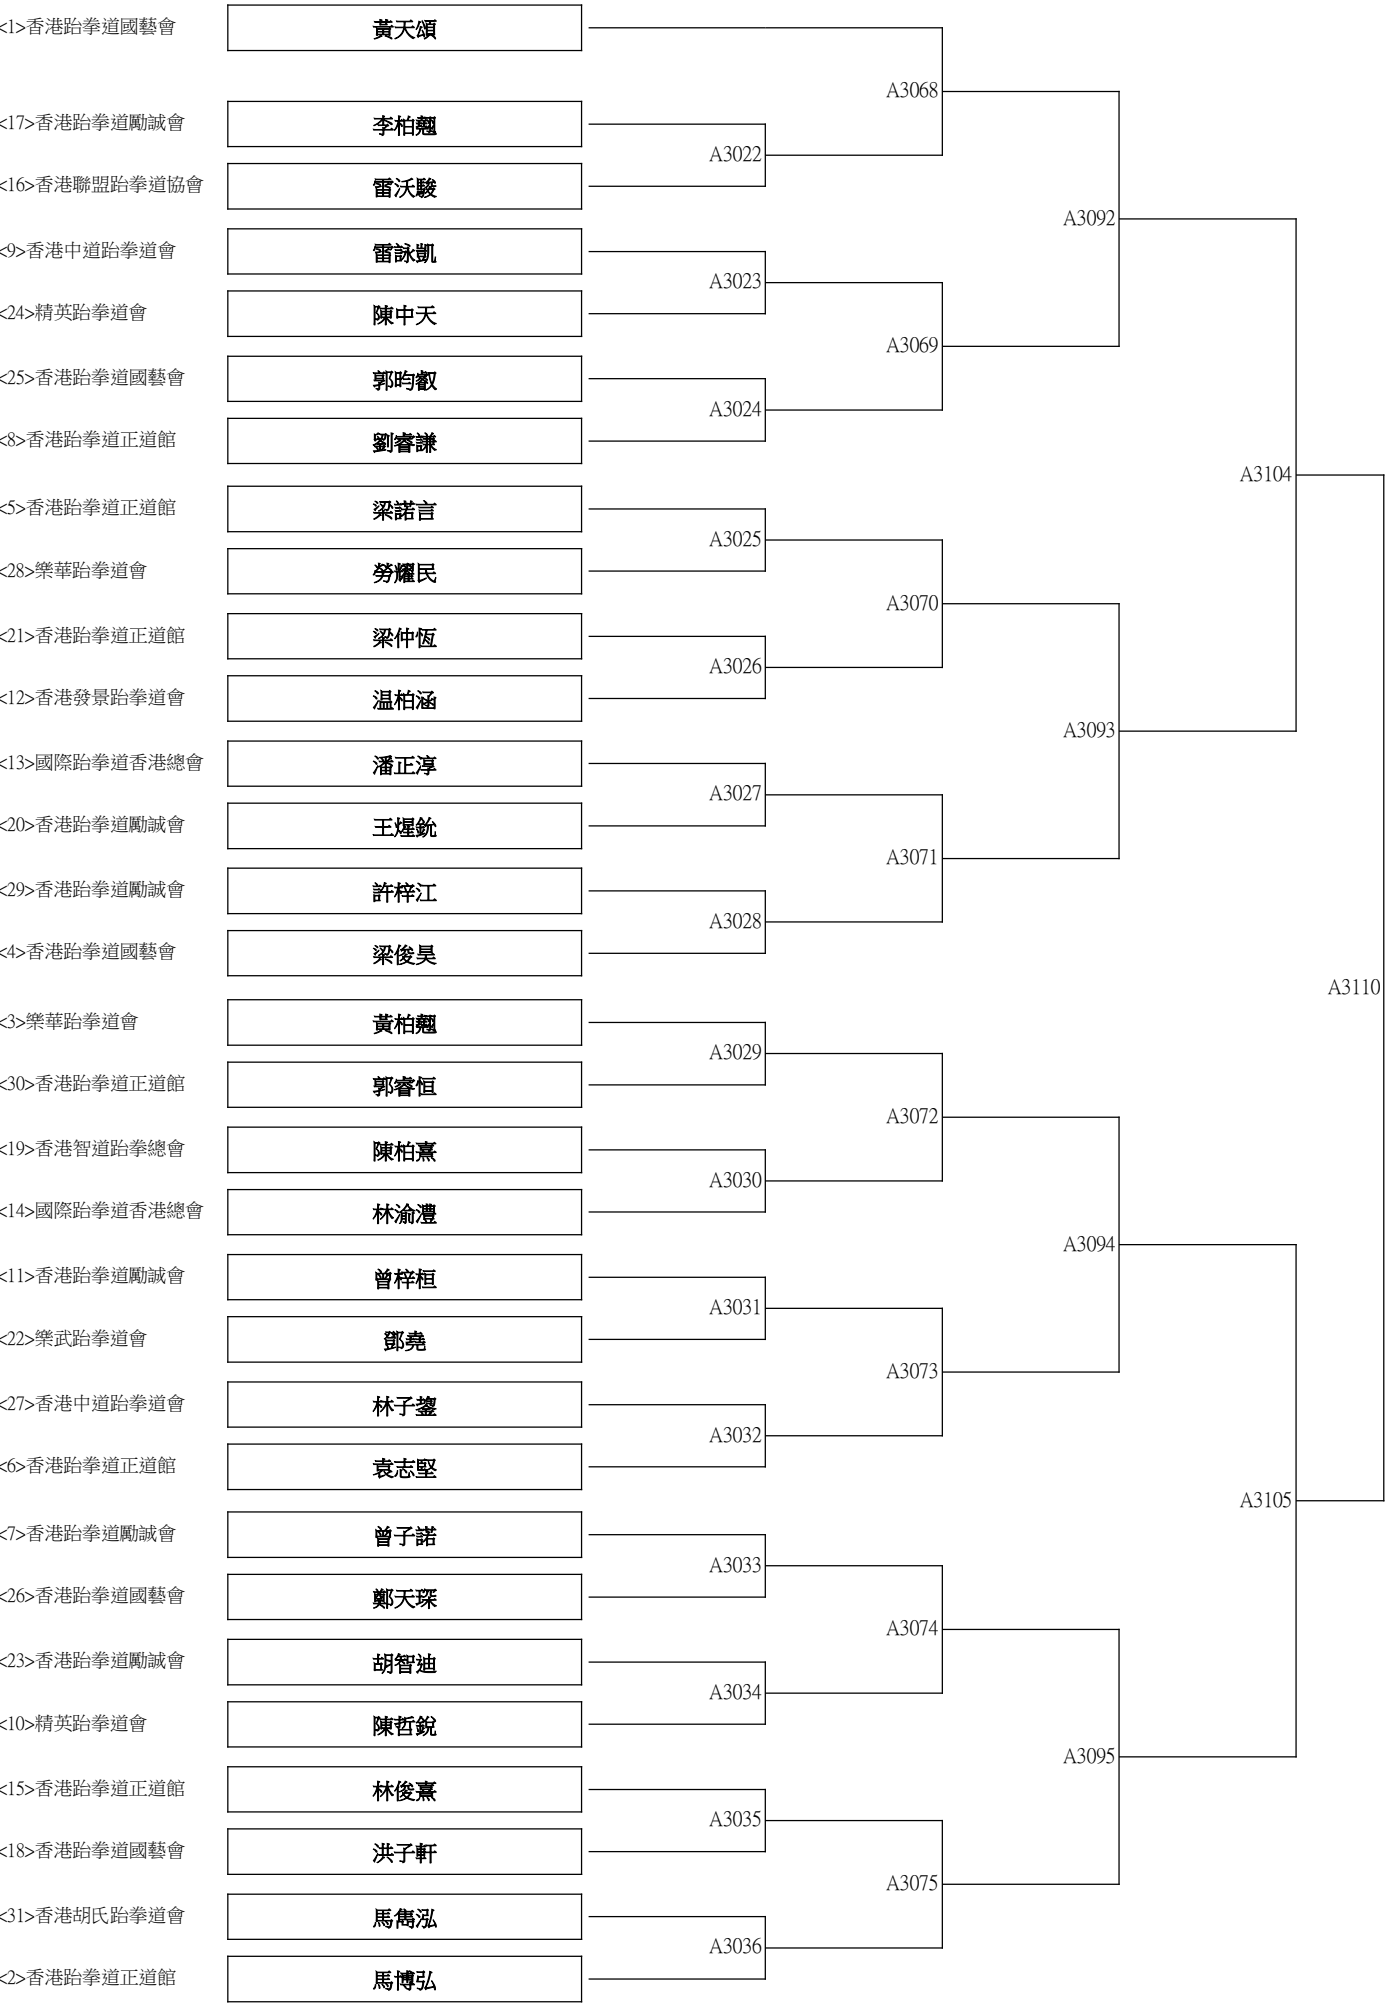 <1>香港跆拳道國藝會 黃天頌
A3068
<17>香港跆拳道勵誠會 李柏翹
A3022
<16>香港聯盟跆拳道協會 雷沃駿
A3092
<9>香港中道跆拳道會 雷詠凱
A3023
<24>精英跆拳道會 陳中天
A3069
<25>香港跆拳道國藝會 郭昀叡
A3024
<8>香港跆拳道正道館 劉睿謙
A3104
<5>香港跆拳道正道館 梁諾言
A3025
<28>樂華跆拳道會 勞耀民
A3070
<21>香港跆拳道正道館 梁仲恆
A3026
<12>香港發景跆拳道會 温柏涵
A3093
<13>國際跆拳道香港總會 潘正淳
A3027
<20>香港跆拳道勵誠會 王煋鈗
A3071
<29>香港跆拳道勵誠會 許梓江
A3028
<4>香港跆拳道國藝會 梁俊昊
A3110
<3>樂華跆拳道會 黃柏翹
A3029
<30>香港跆拳道正道館 郭睿恒
A3072
<19>香港智道跆拳總會 陳柏熹
A3030
<14>國際跆拳道香港總會 林渝澧
A3094
<11>香港跆拳道勵誠會 曾梓桓
A3031
<22>樂武跆拳道會 鄧堯
A3073
<27>香港中道跆拳道會 林子鋆
A3032
<6>香港跆拳道正道館 袁志堅
A3105
<7>香港跆拳道勵誠會 曾子諾
A3033
<26>香港跆拳道國藝會 鄭天琛
A3074
<23>香港跆拳道勵誠會 胡智迪
A3034
<10>精英跆拳道會 陳哲銳
A3095
<15>香港跆拳道正道館 林俊熹
A3035
<18>香港跆拳道國藝會 洪子軒
A3075
<31>香港胡氏跆拳道會 馬雋泓
A3036
<2>香港跆拳道正道館 馬博弘